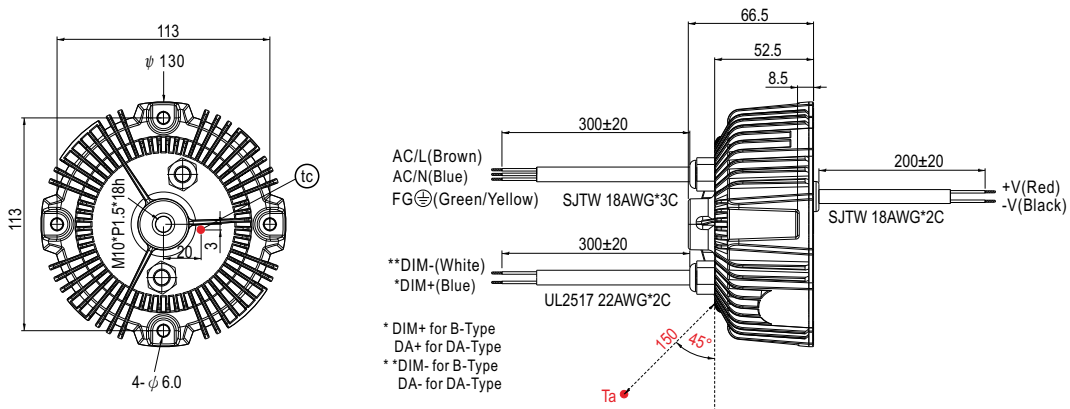 113
ψ 130
113
M10*P1.5*18h
20
3
tc
4- ϕ 6.0
66.5
52.5
8.5
300±20
AC/L(Brown)
AC/N(Blue)
FG⏚(Green/Yellow)
SJTW 18AWG*3C
200±20
+V(Red)
-V(Black)
SJTW 18AWG*2C
300±20
**DIM-(White)
*DIM+(Blue)
UL2517 22AWG*2C
* DIM+ for B-Type
DA+ for DA-Type
* *DIM- for B-Type
DA- for DA-Type
150
45°
Ta